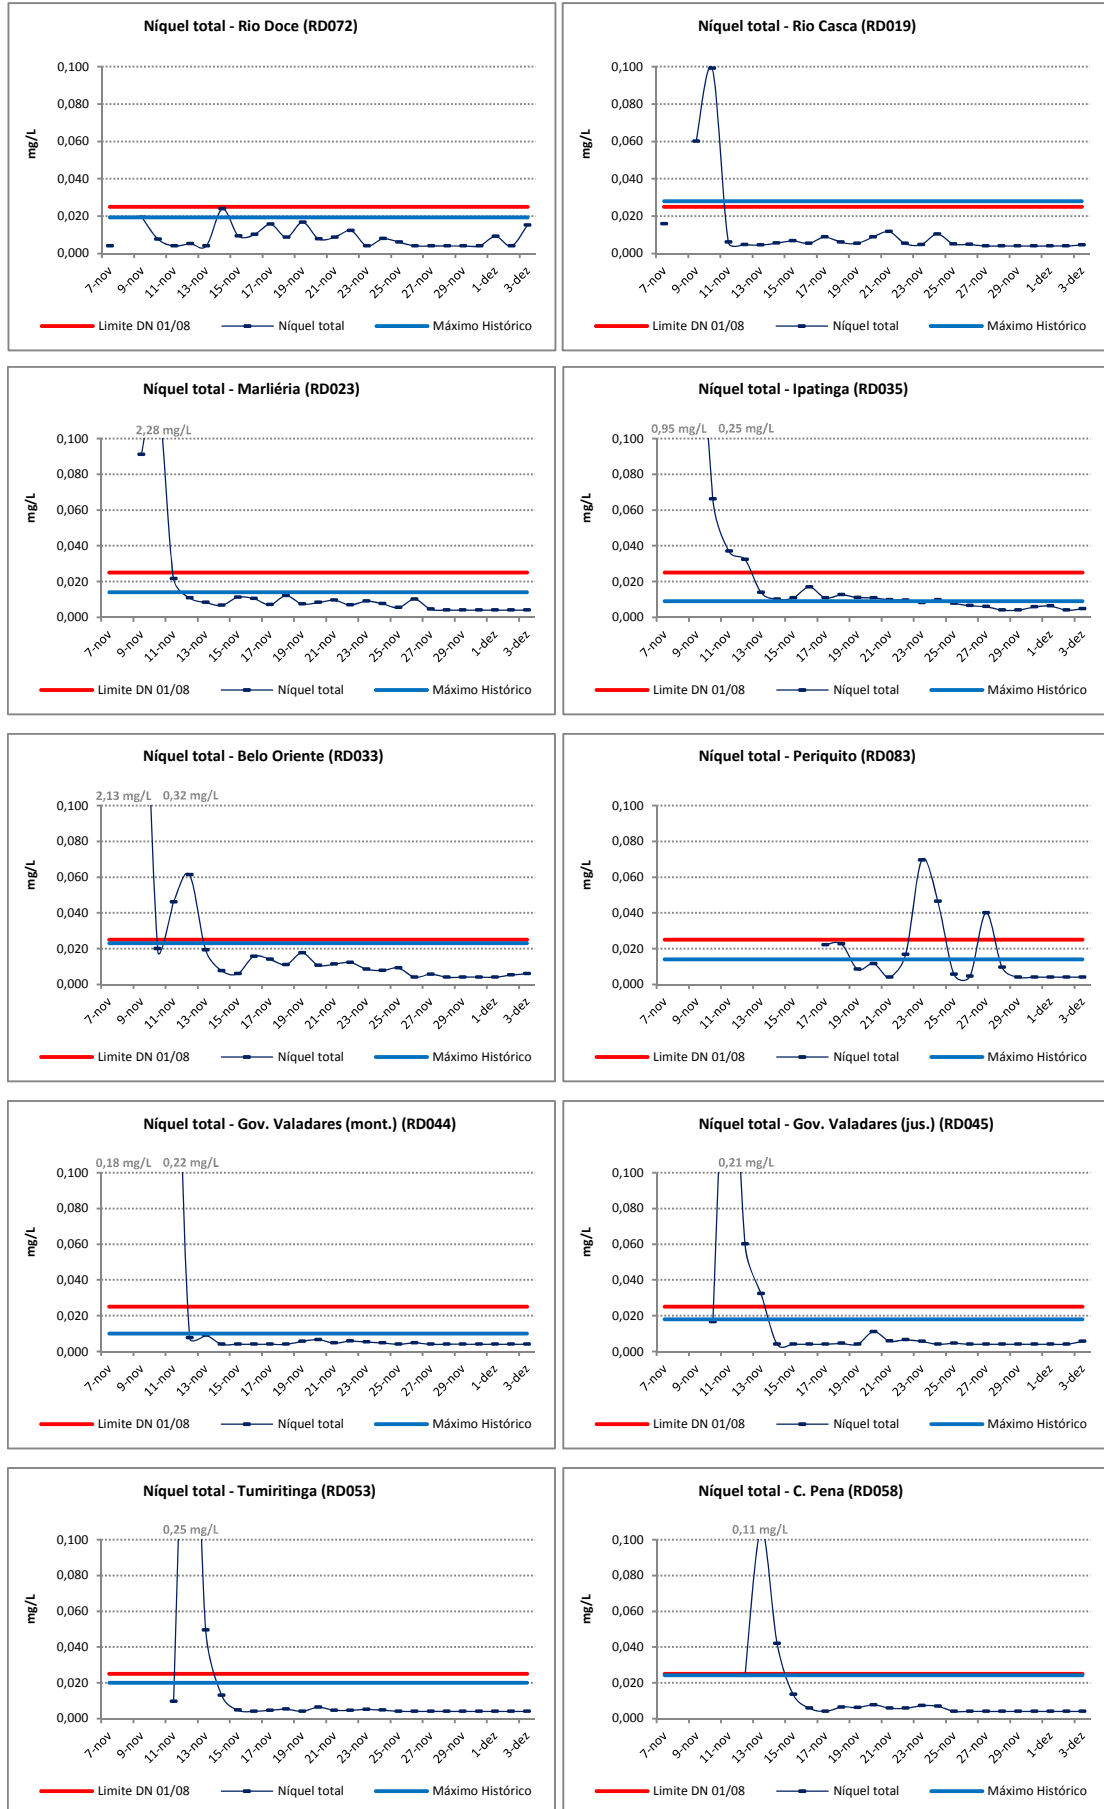 Níquel total - Rio Doce (RD072)
mg/L
0,100
0,080
0,060
0,040
0,020
0,000
7-nov 9-nov 11-nov 13-nov 15-nov 17-nov 19-nov 21-nov 23-nov 25-nov 27-nov 29-nov 1-dez 3-dez
Limite DN 01/08 Níquel total Máximo Histórico
Níquel total - Rio Casca (RD019)
mg/L
0,100
0,080
0,060
0,040
0,020
0,000
7-nov 9-nov 11-nov 13-nov 15-nov 17-nov 19-nov 21-nov 23-nov 25-nov 27-nov 29-nov 1-dez 3-dez
Limite DN 01/08 Níquel total Máximo Histórico
Níquel total - Marliéria (RD023)
2,28 mg/L
mg/L
0,100
0,080
0,060
0,040
0,020
0,000
7-nov 9-nov 11-nov 13-nov 15-nov 17-nov 19-nov 21-nov 23-nov 25-nov 27-nov 29-nov 1-dez 3-dez
Limite DN 01/08 Níquel total Máximo Histórico
Níquel total - Ipatinga (RD035)
0,95 mg/L 0,25 mg/L
mg/L
0,100
0,080
0,060
0,040
0,020
0,000
7-nov 9-nov 11-nov 13-nov 15-nov 17-nov 19-nov 21-nov 23-nov 25-nov 27-nov 29-nov 1-dez 3-dez
Limite DN 01/08 Níquel total Máximo Histórico
Níquel total - Belo Oriente (RD033)
2,13 mg/L 0,32 mg/L
mg/L
0,100
0,080
0,060
0,040
0,020
0,000
7-nov 9-nov 11-nov 13-nov 15-nov 17-nov 19-nov 21-nov 23-nov 25-nov 27-nov 29-nov 1-dez 3-dez
Limite DN 01/08 Níquel total Máximo Histórico
Níquel total - Periquito (RD083)
mg/L
0,100
0,080
0,060
0,040
0,020
0,000
7-nov 9-nov 11-nov 13-nov 15-nov 17-nov 19-nov 21-nov 23-nov 25-nov 27-nov 29-nov 1-dez 3-dez
Limite DN 01/08 Níquel total Máximo Histórico
Níquel total - Gov. Valadares (mont.) (RD044)
0,18 mg/L 0,22 mg/L
mg/L
0,100
0,080
0,060
0,040
0,020
0,000
7-nov 9-nov 11-nov 13-nov 15-nov 17-nov 19-nov 21-nov 23-nov 25-nov 27-nov 29-nov 1-dez 3-dez
Limite DN 01/08 Níquel total Máximo Histórico
Níquel total - Gov. Valadares (jus.) (RD045)
0,21 mg/L
mg/L
0,100
0,080
0,060
0,040
0,020
0,000
7-nov 9-nov 11-nov 13-nov 15-nov 17-nov 19-nov 21-nov 23-nov 25-nov 27-nov 29-nov 1-dez 3-dez
Limite DN 01/08 Níquel total Máximo Histórico
Níquel total - Tumiritinga (RD053)
0,25 mg/L
mg/L
0,100
0,080
0,060
0,040
0,020
0,000
7-nov 9-nov 11-nov 13-nov 15-nov 17-nov 19-nov 21-nov 23-nov 25-nov 27-nov 29-nov 1-dez 3-dez
Limite DN 01/08 Níquel total Máximo Histórico
Níquel total - C. Pena (RD058)
0,11 mg/L
mg/L
0,100
0,080
0,060
0,040
0,020
0,000
7-nov 9-nov 11-nov 13-nov 15-nov 17-nov 19-nov 21-nov 23-nov 25-nov 27-nov 29-nov 1-dez 3-dez
Limite DN 01/08 Níquel total Máximo Histórico